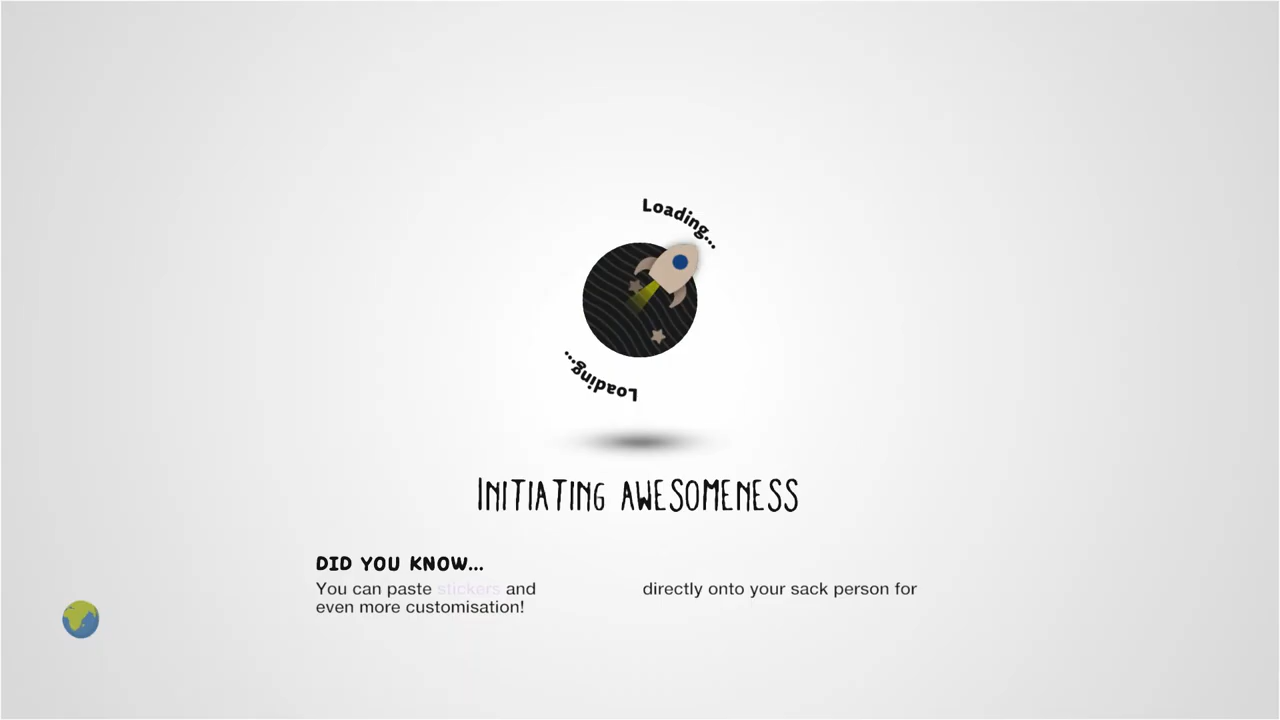 Loading...
Loading...
INITIATING AWESOMENESS
DID YOU KNOW...
You can paste stickers and directly onto your sack person for
even more customisation!